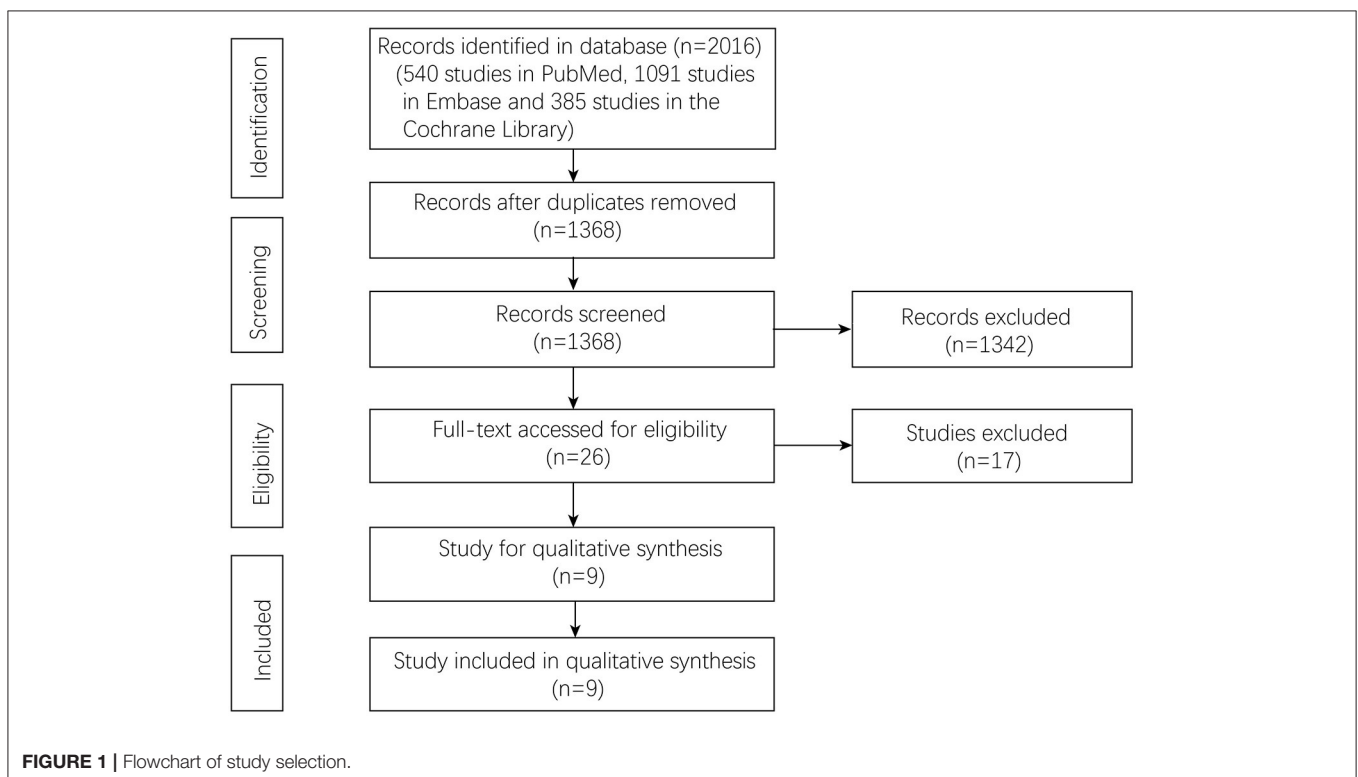 Identification
Records identified in database (n=2016)
(540 studies in PubMed, 1091 studies
in Embase and 385 studies in the
Cochrane Library)
Records after duplicates removed
(n=1368)
Screening
Records screened
(n=1368)
Records excluded
(n=1342)
Eligibility
Full-text accessed for eligibility
(n=26)
Studies excluded
(n=17)
Study for qualitative synthesis
(n=9)
Included
Study included in qualitative synthesis
(n=9)
FIGURE 1 | Flowchart of study selection.